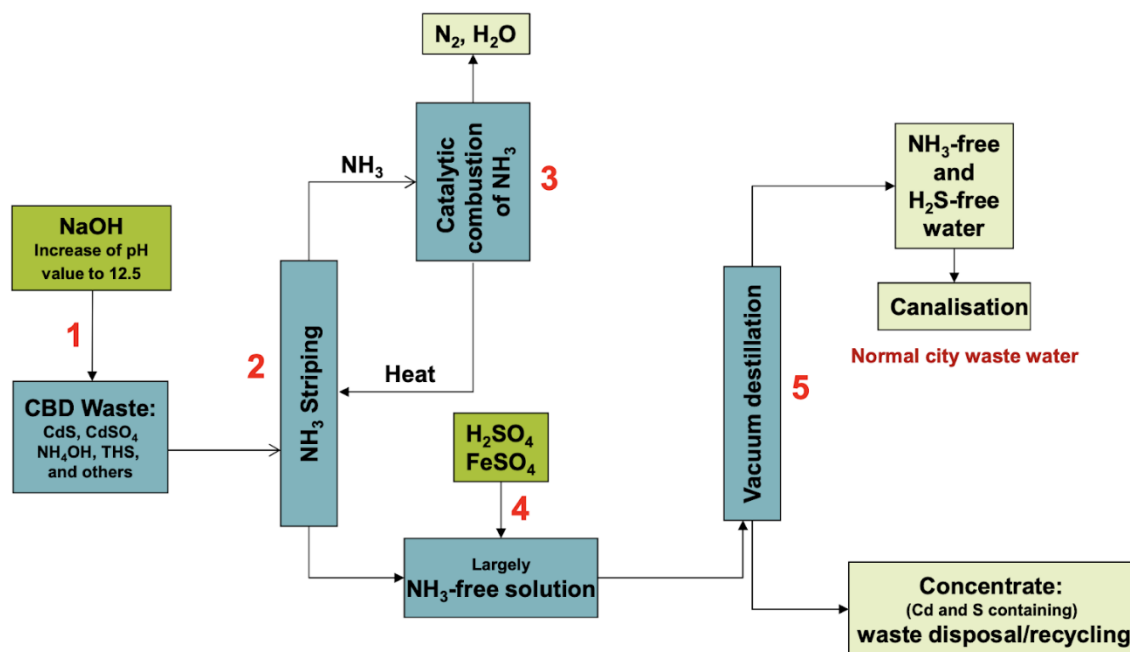 N₂, H₂O
NH₃
Catalytic
combustion
of NH₃
3
NaOH
Increase of pH
value to 12.5
1
2
NH₃ Striping
Heat
CBD Waste:
CdS, CdSO₄
NH₄OH, THS,
and others
H₂SO₄
FeSO₄
4
Largely
NH₃-free solution
Vacuum destillation
5
NH₃-free
and
H₂S-free
water
Canalisation
Normal city waste water
Concentrate:
(Cd and S containing)
waste disposal/recycling